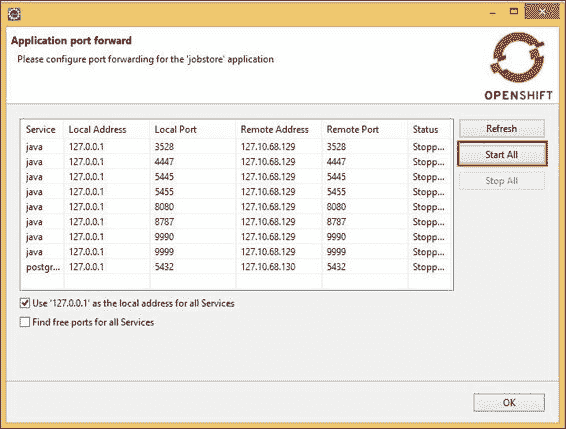 Application port forward
Please configure port forwarding for the 'jobstore' application
OPENSHIFT
Service Local Address Local Port Remote Address Remote Port Status
java 127.0.0.1 3528 127.10.68.129 3528 Stopp...
java 127.0.0.1 4447 127.10.68.129 4447 Stopp...
java 127.0.0.1 5445 127.10.68.129 5445 Stopp...
java 127.0.0.1 5455 127.10.68.129 5455 Stopp...
java 127.0.0.1 8080 127.10.68.129 8080 Stopp...
java 127.0.0.1 8787 127.10.68.129 8787 Stopp...
java 127.0.0.1 9990 127.10.68.129 9990 Stopp...
java 127.0.0.1 9999 127.10.68.129 9999 Stopp...
postgr... 127.0.0.1 5432 127.10.68.130 5432 Stopp...
Refresh
Start All
Stop All
Use '127.0.0.1' as the local address for all Services
Find free ports for all Services
OK